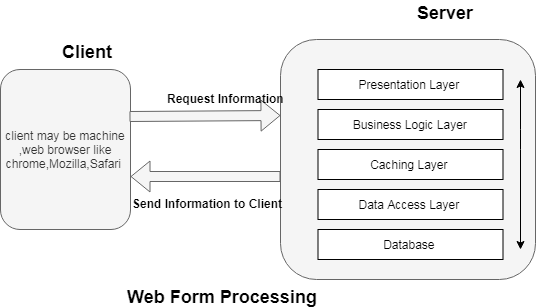 Server
Client
Request Information
client may be machine
,web browser like
chrome,Mozilla,Safari
Send Information to Client
Presentation Layer
Business Logic Layer
Caching Layer
Data Access Layer
Database
Web Form Processing